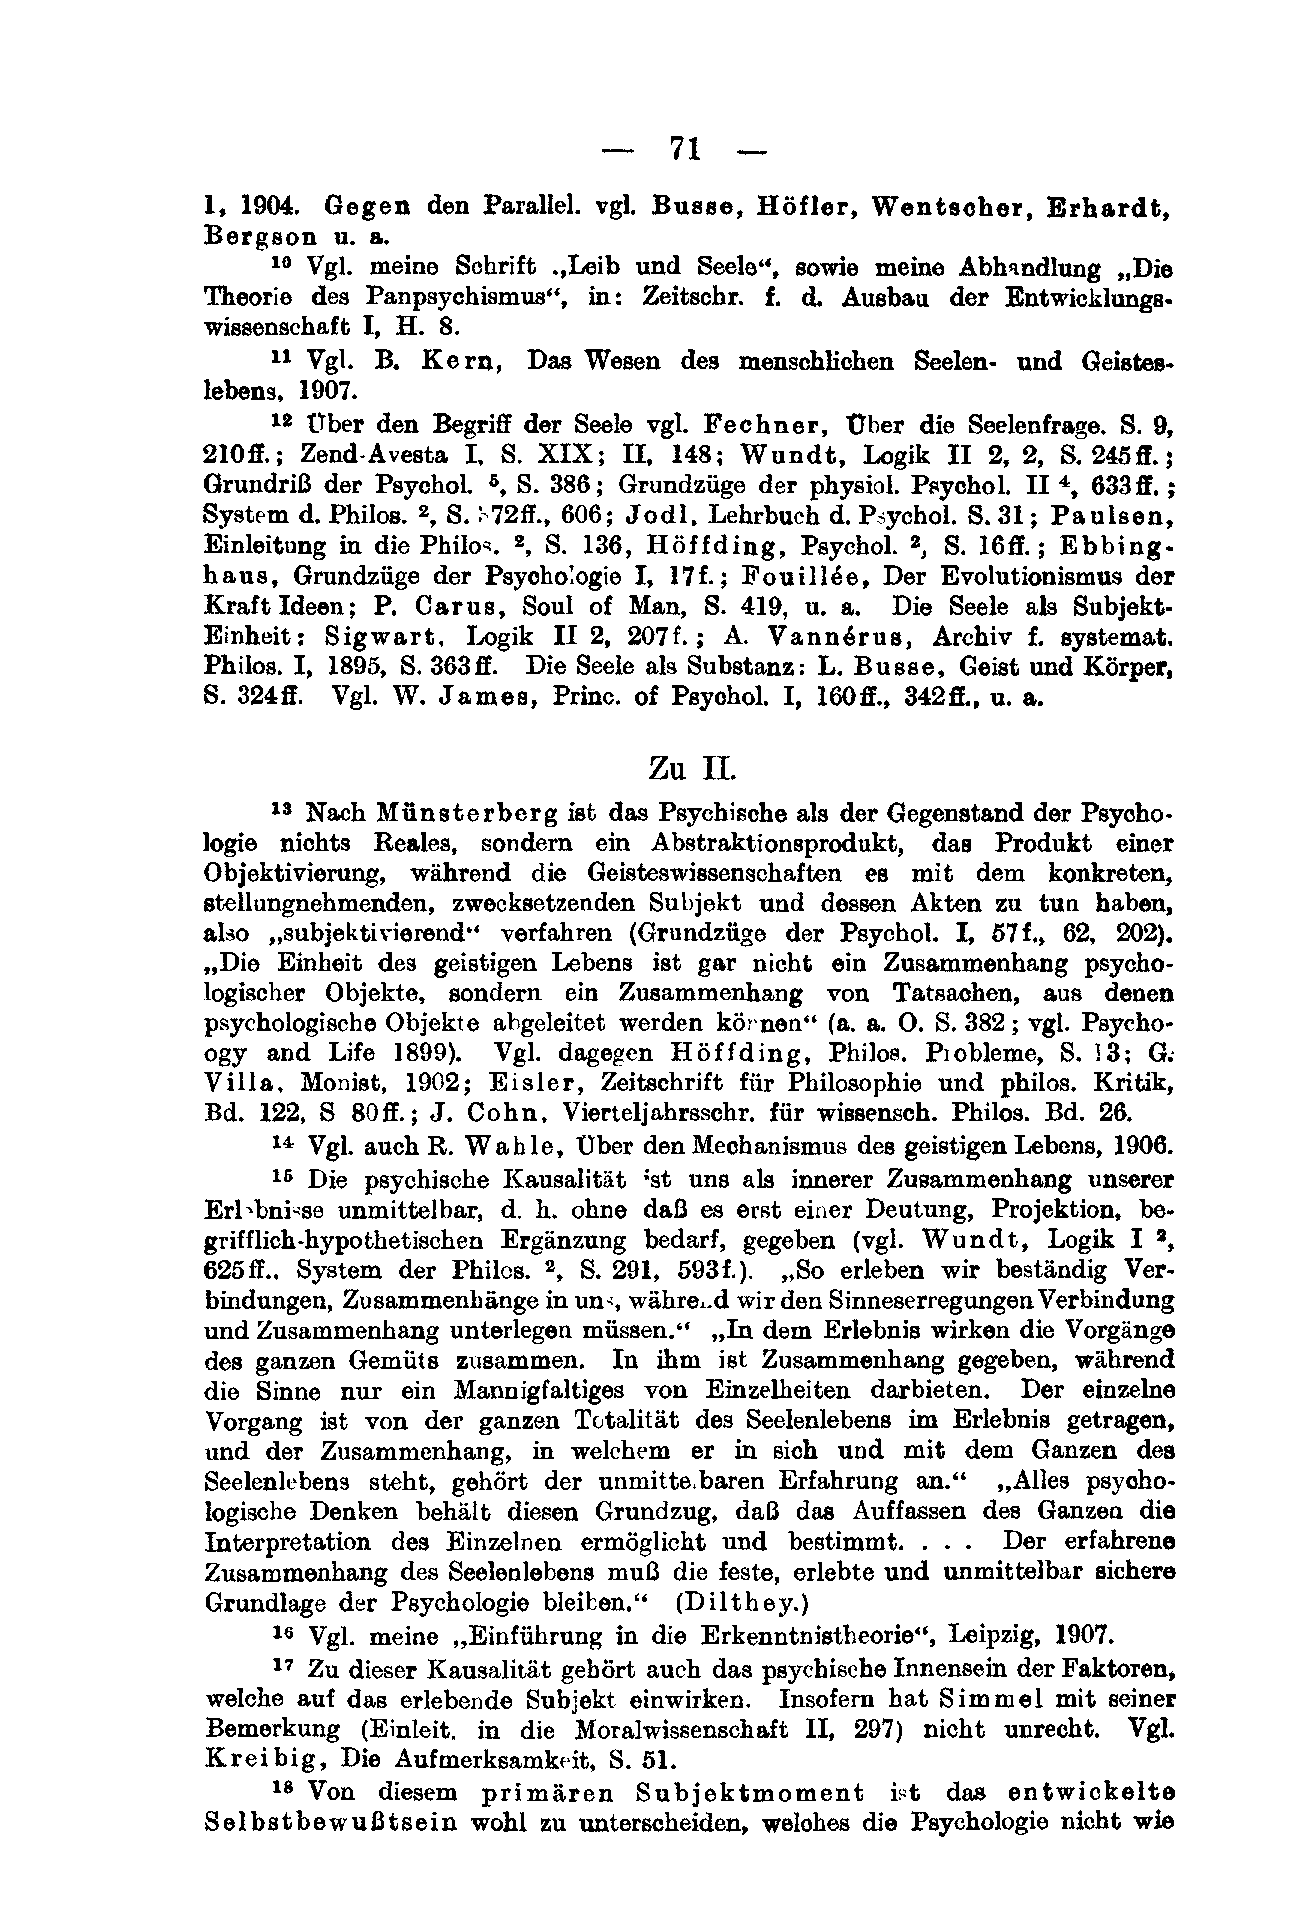 — 71 —
1, 1904. Gegen den Parallel. vgl. Busse, Höfler, Wentscher, Erhardt,
Bergson u. a.
¹⁰ Vgl. meine Schrift „Leib und Seele“, sowie meine Abhandlung „Die
Theorie des Panpsychismus“, in: Zeitschr. f. d. Ausbau der Entwicklungs-
wissenschaft I, H. 8.
¹¹ Vgl. B. Kern, Das Wesen des menschlichen Seelen- und Geistes-
lebens, 1907.
¹² Über den Begriff der Seele vgl. Fechner, Über die Seelenfrage. S. 9,
210ff.; Zend-Avesta I, S. XIX; II, 148; Wundt, Logik II 2, 2, S. 245ff.;
Grundriß der Psychol. ⁵, S. 386; Grundzüge der physiol. Psychol. II ⁴, 633ff.;
System d. Philos. ², S. 72ff., 606; Jodl, Lehrbuch d. Psychol. S. 31; Paulsen,
Einleitung in die Philos. ², S. 136, Höffding, Psychol. ², S. 16ff.; Ebbing-
haus, Grundzüge der Psychologie I, 17f.; Fouillée, Der Evolutionismus der
Kraft Ideen; P. Carus, Soul of Man, S. 419, u. a. Die Seele als Subjekt-
Einheit: Sigwart, Logik II 2, 207f.; A. Vannérus, Archiv f. systemat.
Philos. I, 1895, S. 363ff. Die Seele als Substanz: L. Busse, Geist und Körper,
S. 324ff. Vgl. W. James, Princ. of Psychol. I, 160ff., 342ff., u. a.
Zu II.
¹³ Nach Münsterberg ist das Psychische als der Gegenstand der Psycho-
logie nichts Reales, sondern ein Abstraktionsprodukt, das Produkt einer
Objektivierung, während die Geisteswissenschaften es mit dem konkreten,
stellungnehmenden, zwecksetzenden Subjekt und dessen Akten zu tun haben,
also „subjektivierend“ verfahren (Grundzüge der Psychol. I, 57f., 62, 202).
„Die Einheit des geistigen Lebens ist gar nicht ein Zusammenhang psycho-
logischer Objekte, sondern ein Zusammenhang von Tatsachen, aus denen
psychologische Objekte abgeleitet werden können“ (a. a. O. S. 382; vgl. Psycho-
ogy and Life 1899). Vgl. dagegen Höffding, Philos. Probleme, S. 13; G.
Villa, Monist, 1902; Eisler, Zeitschrift für Philosophie und philos. Kritik,
Bd. 122, S 80ff.; J. Cohn, Vierteljahrsschr. für wissensch. Philos. Bd. 26.
¹⁴ Vgl. auch R. Wahle, Über den Mechanismus des geistigen Lebens, 1906.
¹⁵ Die psychische Kausalität ist uns als innerer Zusammenhang unserer
Erlebnisse unmittelbar, d. h. ohne daß es erst einer Deutung, Projektion, be-
grifflich-hypothetischen Ergänzung bedarf, gegeben (vgl. Wundt, Logik I ²,
625ff., System der Philos. ², S. 291, 593f.). „So erleben wir beständig Ver-
bindungen, Zusammenhänge in uns, während wir den Sinneserregungen Verbindung
und Zusammenhang unterlegen müssen.“ „In dem Erlebnis wirken die Vorgänge
des ganzen Gemüts zusammen. In ihm ist Zusammenhang gegeben, während
die Sinne nur ein Mannigfaltiges von Einzelheiten darbieten. Der einzelne
Vorgang ist von der ganzen Totalität des Seelenlebens im Erlebnis getragen,
und der Zusammenhang, in welchem er in sich und mit dem Ganzen des
Seelenlebens steht, gehört der unmittelbaren Erfahrung an.“ „Alles psycho-
logische Denken behält diesen Grundzug, daß das Auffassen des Ganzen die
Interpretation des Einzelnen ermöglicht und bestimmt. . . . Der erfahrene
Zusammenhang des Seelenlebens muß die feste, erlebte und unmittelbar sichere
Grundlage der Psychologie bleiben.“ (Dilthey.)
¹⁶ Vgl. meine „Einführung in die Erkenntnistheorie“, Leipzig, 1907.
¹⁷ Zu dieser Kausalität gehört auch das psychische Innensein der Faktoren,
welche auf das erlebende Subjekt einwirken. Insofern hat Simmel mit seiner
Bemerkung (Einleit. in die Moralwissenschaft II, 297) nicht unrecht. Vgl.
Kreibig, Die Aufmerksamkeit, S. 51.
¹⁸ Von diesem primären Subjektmoment ist das entwickelte
Selbstbewußtsein wohl zu unterscheiden, welches die Psychologie nicht wie